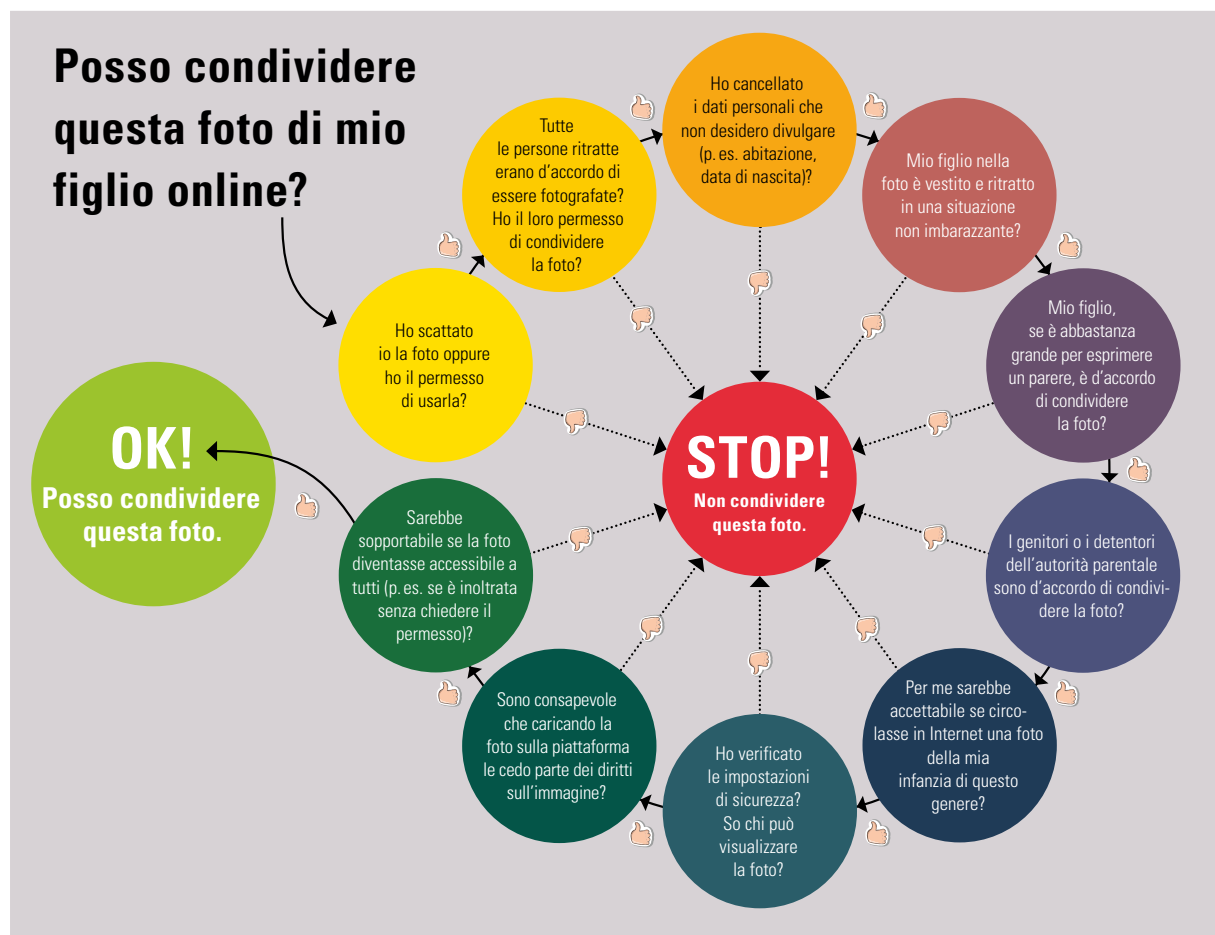 Posso condividere
questa foto di mio
figlio online?
Ho scattato
io la foto oppure
ho il permesso
di usarla?
Tutte
le persone ritratte
erano d'accordo di
essere fotografate?
Ho il loro permesso
di condividere
la foto?
Ho cancellato
i dati personali che
non desidero divulgare
(p. es. abitazione,
data di nascita)?
Mio figlio nella
foto è vestito e ritratto
in una situazione
non imbarazzante?
Mio figlio,
se è abbastanza
grande per esprimere
un parere, è d'accordo
di condividere
la foto?
I genitori o i detentori
dell'autorità parentale
sono d'accordo di condivi-
dere la foto?
Per me sarebbe
accettabile se circo-
lasse in Internet una foto
della mia
infanzia di questo
genere?
Ho verificato
le impostazioni
di sicurezza?
So chi può
visualizzare
la foto?
Sono consapevole
che caricando la
foto sulla piattaforma
le cedo parte dei diritti
sull'immagine?
Sarebbe
sopportabile se la foto
diventasse accessibile a
tutti (p. es. se è inoltrata
senza chiedere il
permesso)?
OK!
Posso condividere
questa foto.
STOP!
Non condividere
questa foto.